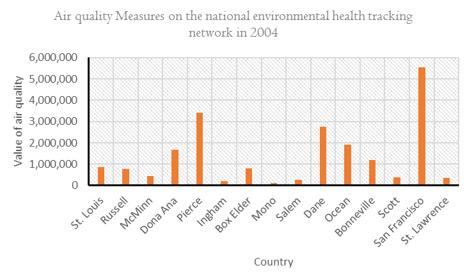 Air quality Measures on the national environmental health tracking
network in 2004
Value of air quality
6,000,000
5,000,000
4,000,000
3,000,000
2,000,000
1,000,000
0
St. Louis
Russell
McMinn
Dona Ana
Pierce
Ingham
Box Elder
Mono
Salem
Dane
Ocean
Bonneville
Scott
San Francisco
St. Lawrence
Country